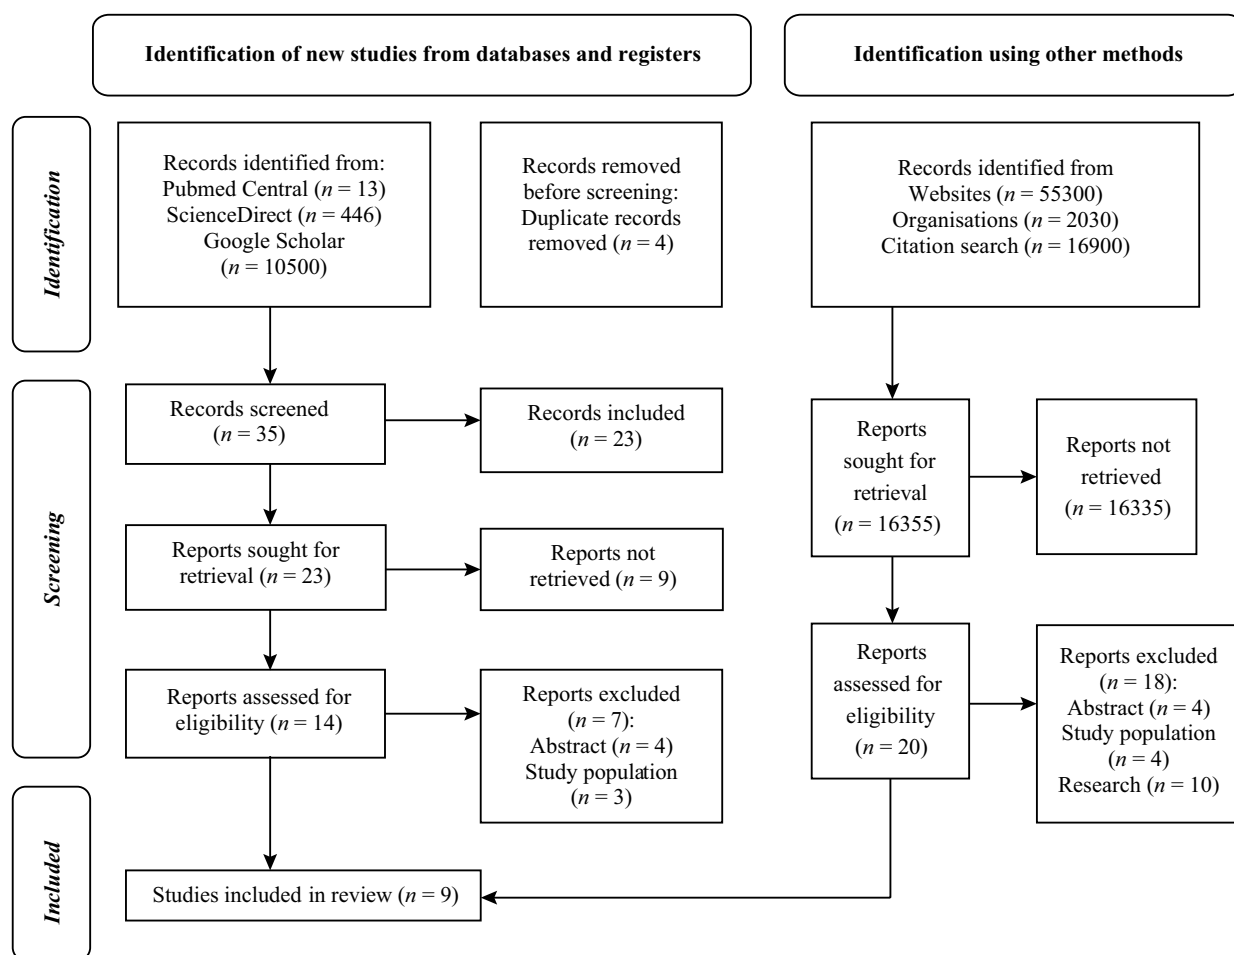 Identification of new studies from databases and registers
Identification using other methods
Identification
Records identified from:
Pubmed Central (n = 13)
ScienceDirect (n = 446)
Google Scholar
(n = 10500)
Records removed
before screening:
Duplicate records
removed (n = 4)
Records identified from
Websites (n = 55300)
Organisations (n = 2030)
Citation search (n = 16900)
Screening
Records screened
(n = 35)
Records included
(n = 23)
Reports sought for
retrieval (n = 23)
Reports not
retrieved (n = 9)
Reports assessed for
eligibility (n = 14)
Reports excluded
(n = 7):
Abstract (n = 4)
Study population
(n = 3)
Reports
sought for
retrieval
(n = 16355)
Reports not
retrieved
(n = 16335)
Reports
assessed for
eligibility
(n = 20)
Reports excluded
(n = 18):
Abstract (n = 4)
Study population
(n = 4)
Research (n = 10)
Included
Studies included in review (n = 9)